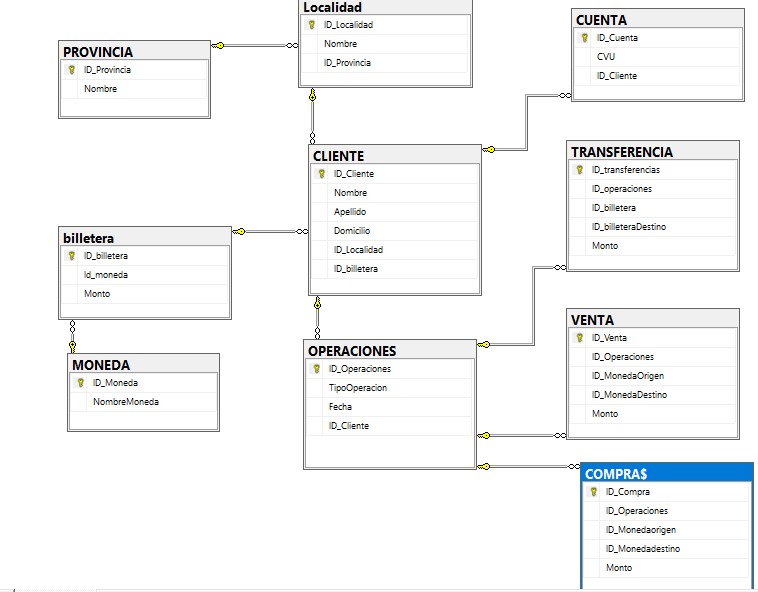 Localidad
ID_Localidad
Nombre
ID_Provincia
PROVINCIA
ID_Provincia
Nombre
CUENTA
ID_Cuenta
CVU
ID_Cliente
CLIENTE
ID_Cliente
Nombre
Apellido
Domicilio
ID_Localidad
ID_billetera
TRANSFERENCIA
ID_transferencias
ID_operaciones
ID_billetera
ID_billeteraDestino
Monto
billetera
ID_billetera
Id_moneda
Monto
MONEDA
ID_Moneda
NombreMoneda
OPERACIONES
ID_Operaciones
TipoOperacion
Fecha
ID_Cliente
VENTA
ID_Venta
ID_Operaciones
ID_MonedaOrigen
ID_MonedaDestino
Monto
COMPRA$
ID_Compra
ID_Operaciones
ID_Monedaorigen
ID_Monedadestino
Monto